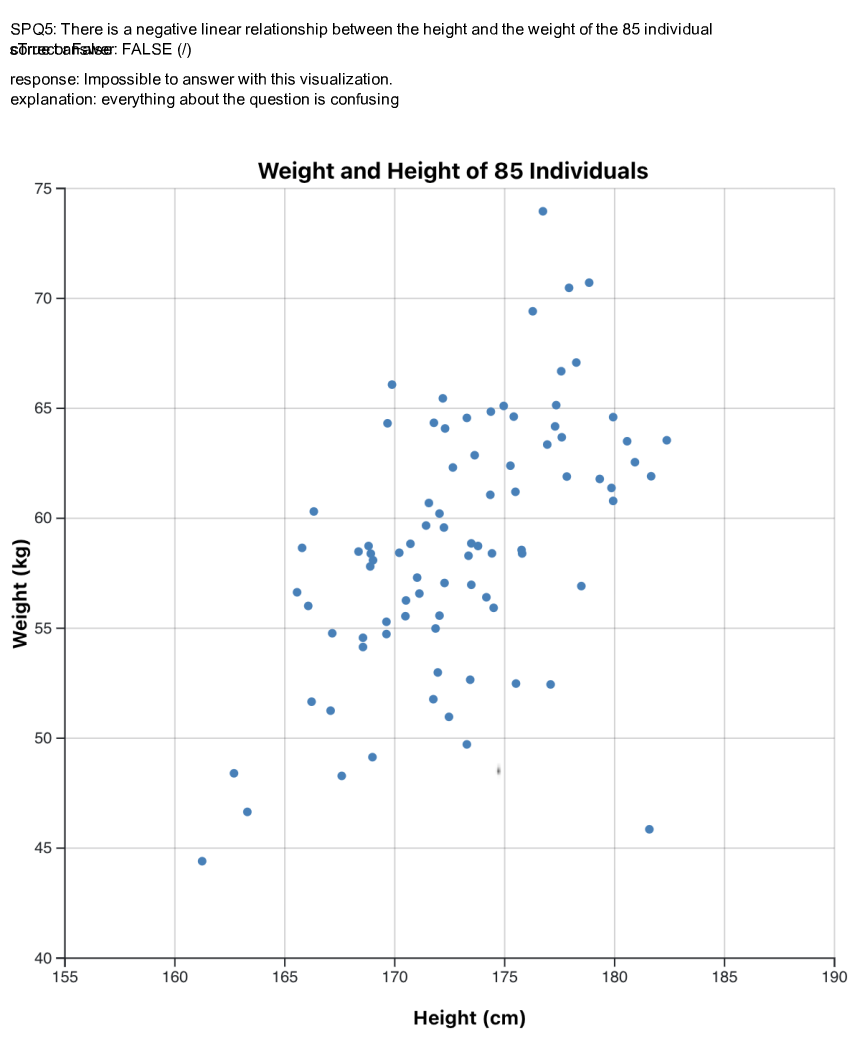 SPQ5: There is a negative linear relationship between the height and the weight of the 85 individual
: FALSE (/)
response: Impossible to answer with this visualization.
explanation: everything about the question is confusing
Weight and Height of 85 Individuals
75
70
65
60
55
50
45
40
Weight (kg)
155 160 165 170 175 180 185 190
Height (cm)